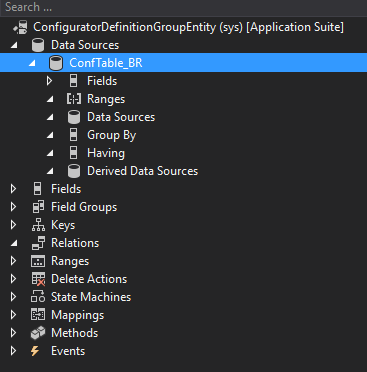 Search ...
ConfiguratorDefinitionGroupEntity (sys) [Application Suite]
Data Sources
ConfTable_BR
Fields
Ranges
Data Sources
Group By
Having
Derived Data Sources
Fields
Field Groups
Keys
Relations
Ranges
Delete Actions
State Machines
Mappings
Methods
Events